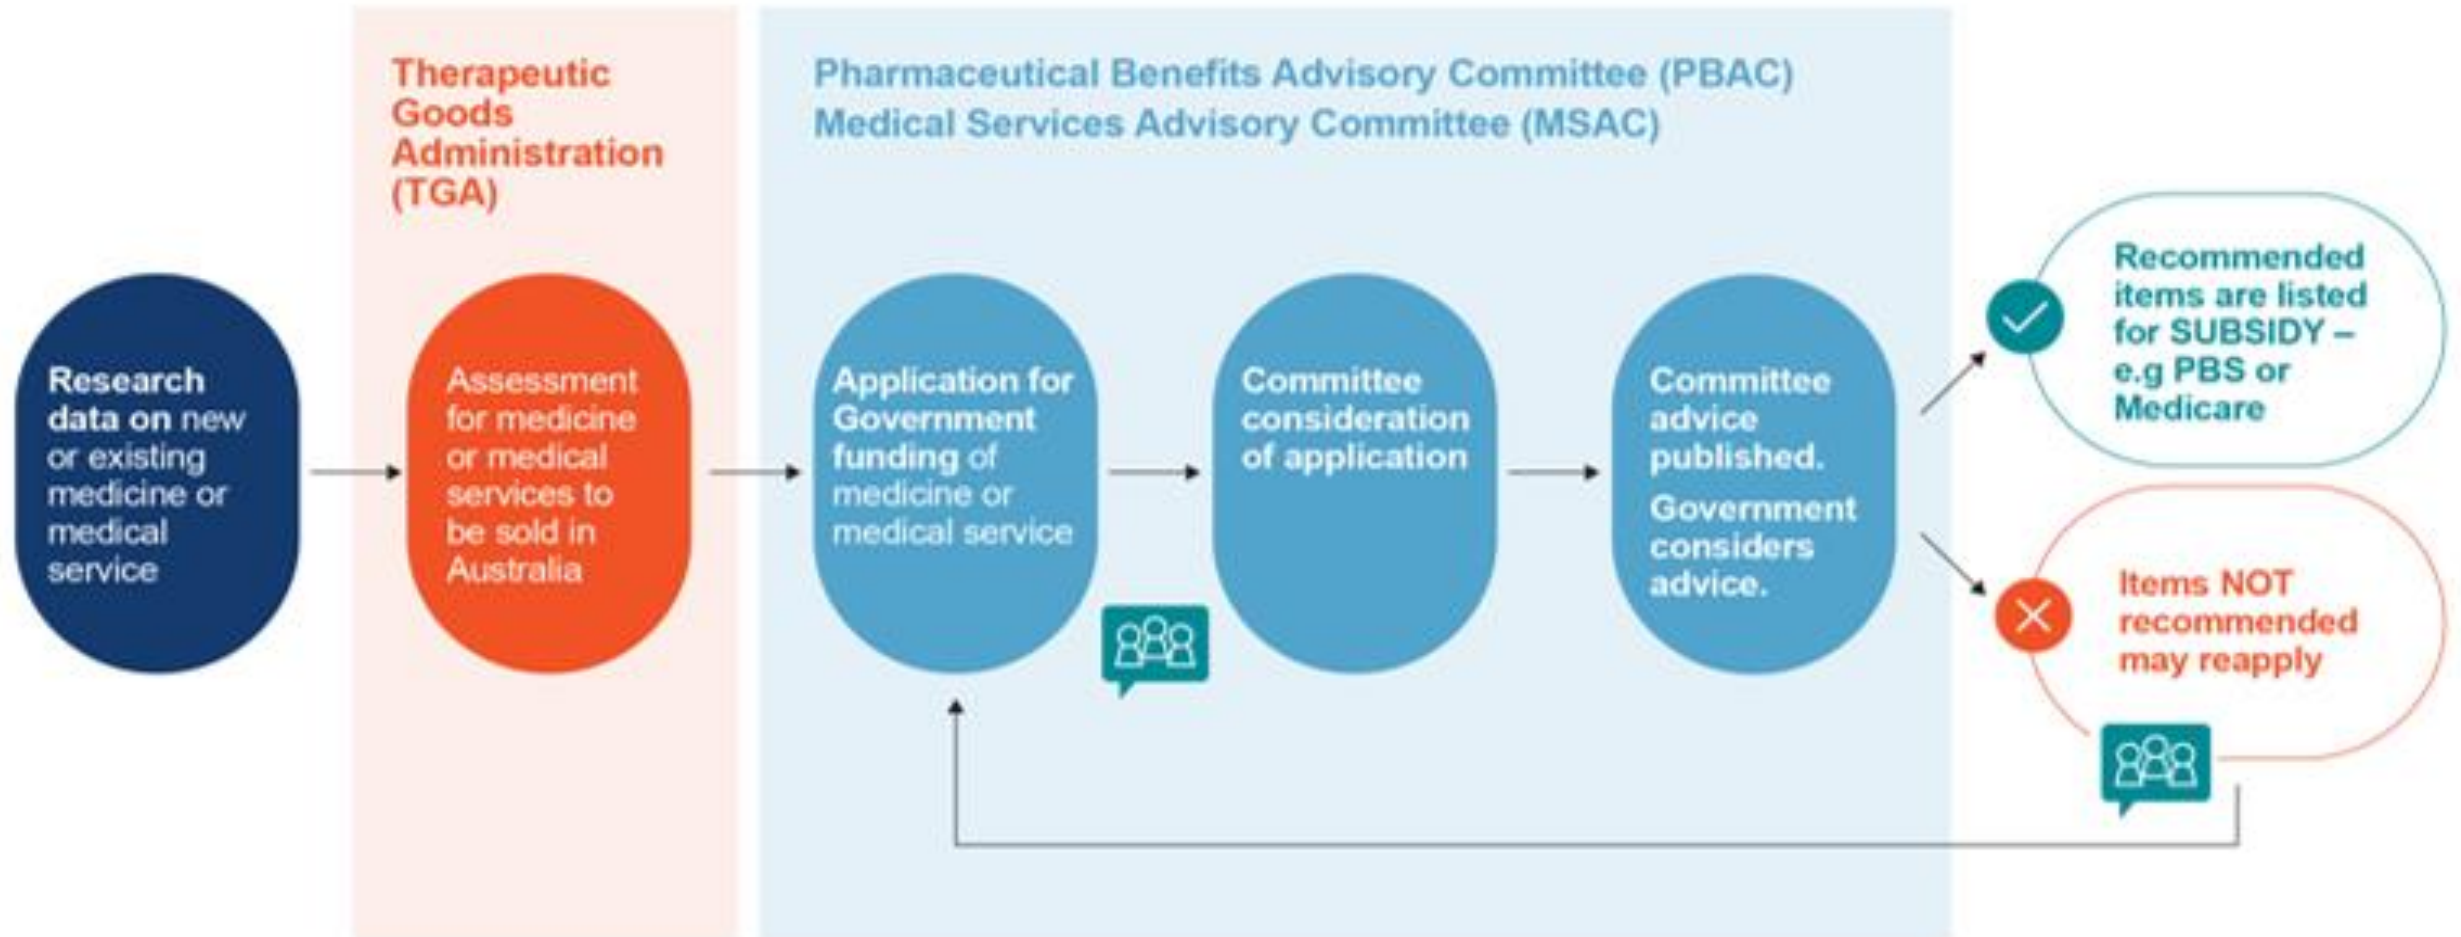 Therapeutic
Goods
Administration
(TGA)
Pharmaceutical Benefits Advisory Committee (PBAC)
Medical Services Advisory Committee (MSAC)
Research
data on new
or existing
medicine or
medical
service
Assessment
for medicine
or medical
services to
be sold in
Australia
Application for
Government
funding of
medicine or
medical service
Committee
consideration
of application
Committee
advice
published.
Government
considers
advice.
Recommended
items are listed
for SUBSIDY –
e.g PBS or
Medicare
Items NOT
recommended
may reapply